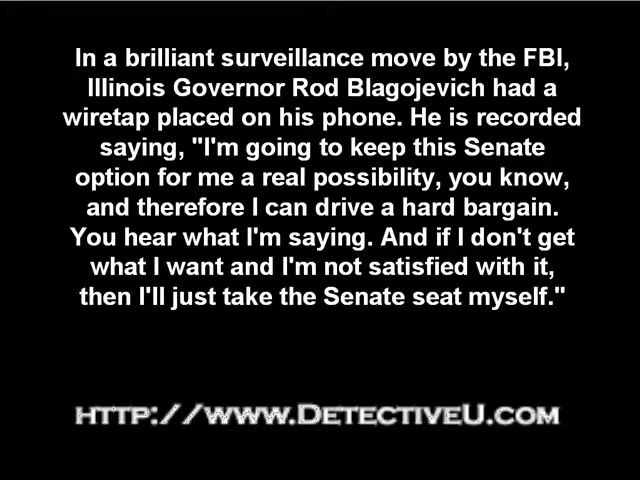 In a brilliant surveillance move by the FBI,
Illinois Governor Rod Blagojevich had a
wiretap placed on his phone. He is recorded
saying, "I'm going to keep this Senate
option for me a real possibility, you know,
and therefore I can drive a hard bargain.
You hear what I'm saying. And if I don't get
what I want and I'm not satisfied with it,
then I'll just take the Senate seat myself."
http://www.DetectiveU.com